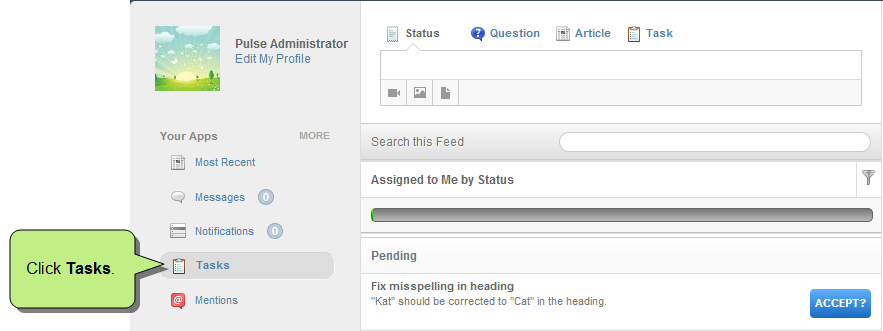 Pulse Administrator
Edit My Profile
Your Apps MORE
Most Recent
Messages 0
Notifications 0
Tasks
Mentions
Click Tasks.
Status Question Article Task
Search this Feed
Assigned to Me by Status
Pending
Fix misspelling in heading
"Kat" should be corrected to "Cat" in the heading.
ACCEPT?